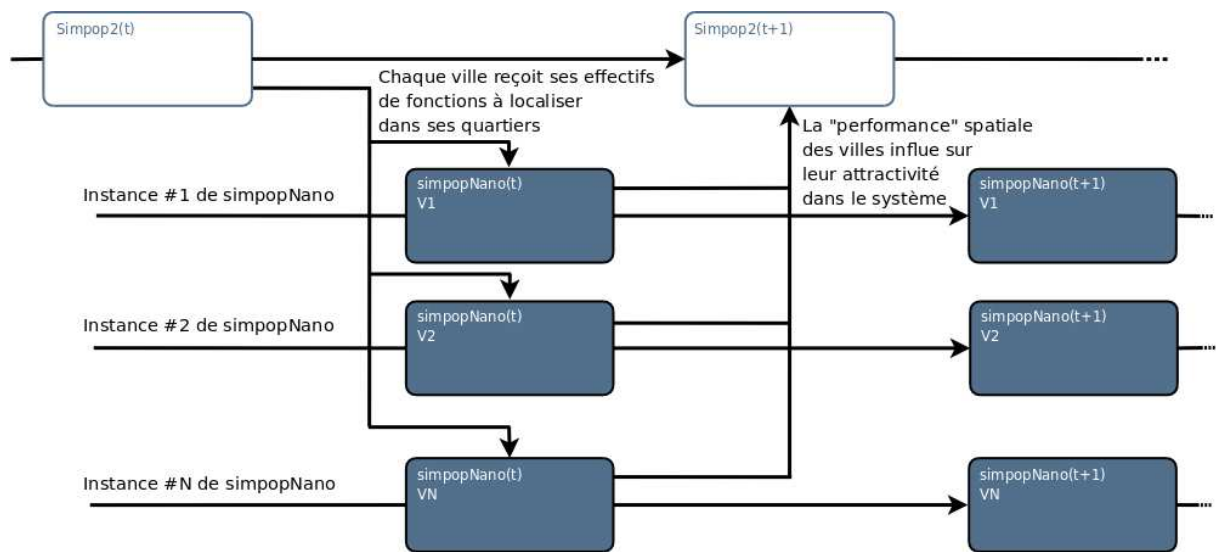 Simpop2(t)
Simpop2(t+1)
Chaque ville reçoit ses effectifs
de fonctions à localiser
dans ses quartiers
La "performance" spatiale
des villes influe sur
leur attractivité
dans le système
Instance #1 de simpopNano
simpopNano(t)
V1
simpopNano(t+1)
V1
Instance #2 de simpopNano
simpopNano(t)
V2
simpopNano(t+1)
V2
Instance #N de simpopNano
simpopNano(t)
VN
simpopNano(t+1)
VN